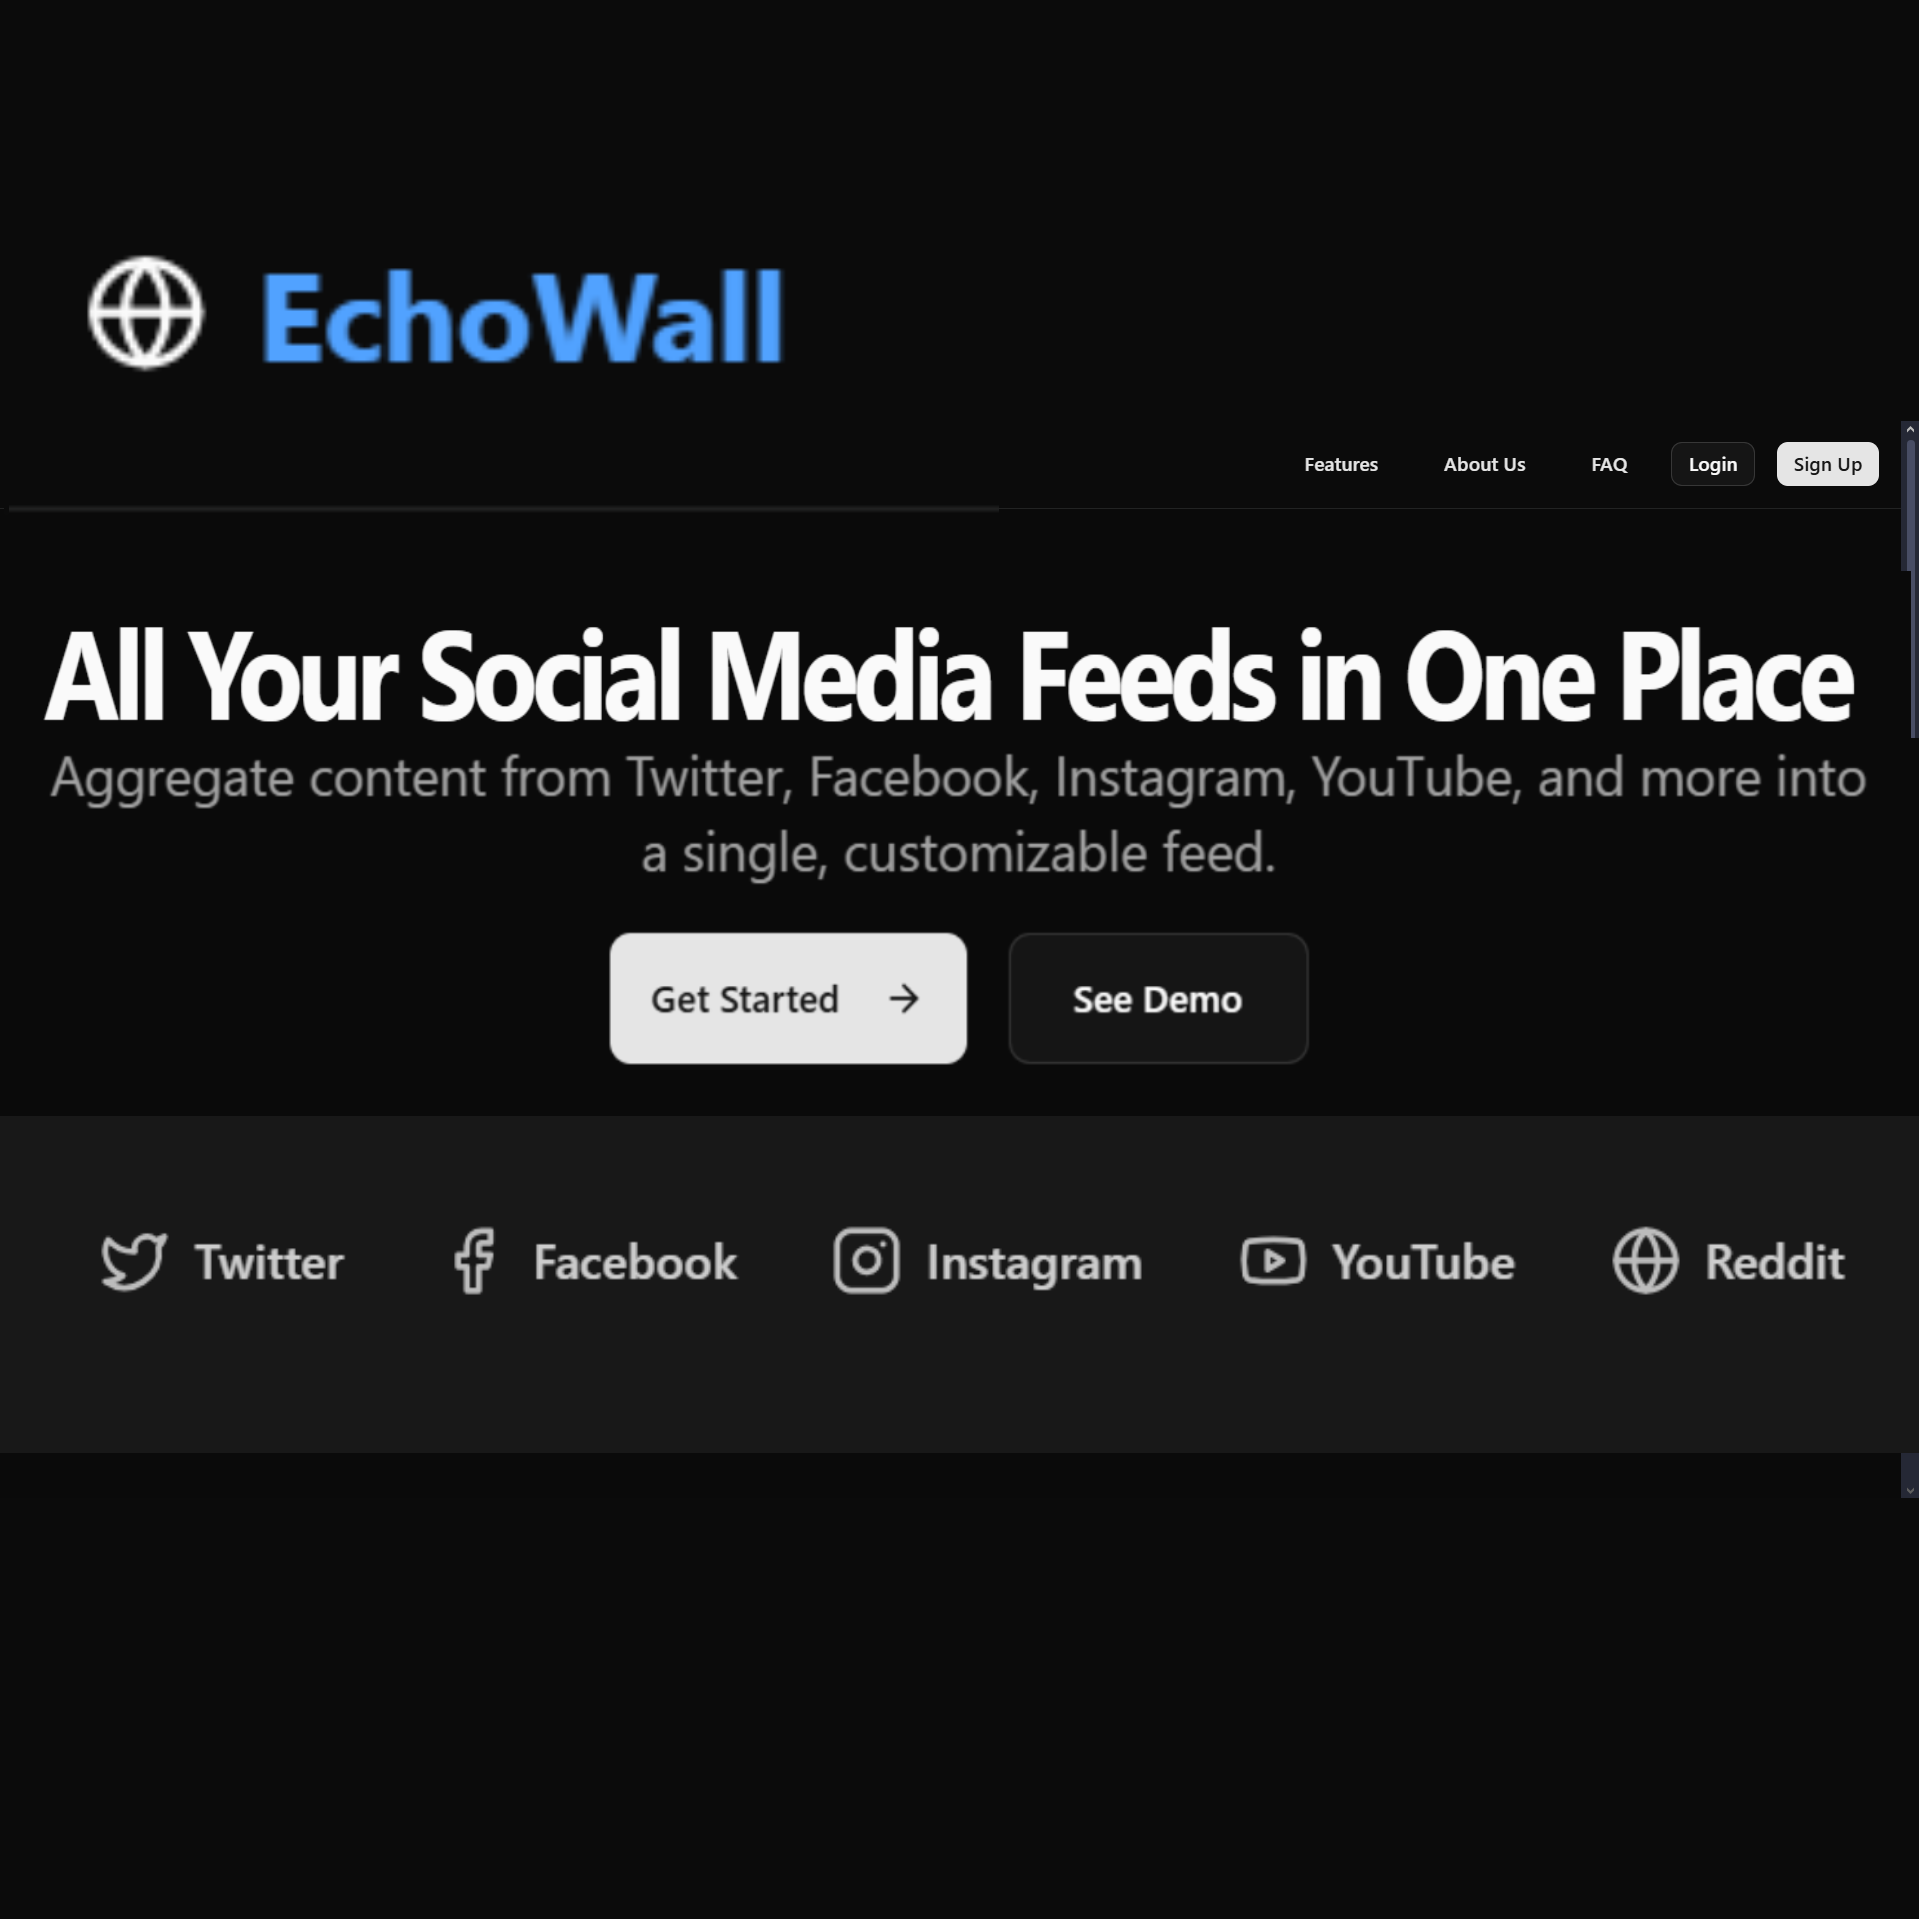 EchoWall
Features About Us FAQ Login Sign Up
All Your Social Media Feeds in One Place
Aggregate content from Twitter, Facebook, Instagram, YouTube, and more into
a single, customizable feed.
Get Started See Demo
Twitter Facebook Instagram YouTube Reddit